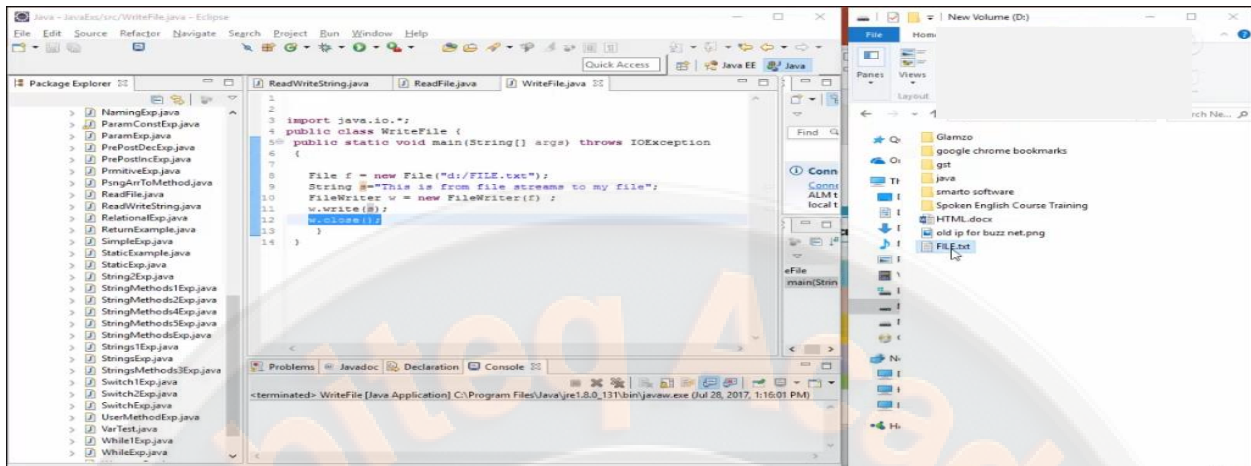 Java - JavaExs/src/WriteFile.java - Eclipse
File Edit Source Refactor Navigate Search Project Run Window Help
Quick Access
Java EE
Java
Package Explorer
NamingExp.java
ParamConstExp.java
ParamExp.java
PrePostDecExp.java
PrePostIncExp.java
PrmitiveExp.java
PsngArrToMethod.java
ReadFile.java
ReadWriteString.java
RelationalExp.java
ReturnExample.java
SimpleExp.java
StaticExample.java
StaticExp.java
String2Exp.java
StringMethods1Exp.java
StringMethods2Exp.java
StringMethods4Exp.java
StringMethods5Exp.java
StringMethodsExp.java
Strings1Exp.java
StringsExp.java
StringsMethods3Exp.java
Switch1Exp.java
Switch2Exp.java
SwitchExp.java
UserMethodExp.java
VarTest.java
While1Exp.java
WhileExp.java
ReadWriteString.java ReadFile.java WriteFile.java
1
2
3 import java.io.*;
4 public class WriteFile {
5 public static void main(String[] args) throws IOException
6 {
7
8 File f = new File("d:/FILE.txt");
9 String s="This is from file streams to my file";
10 FileWriter w = new FileWriter(f) ;
11 w.write(s);
12 w.close();
13 }
14 }
Find
Conn
Conne
ALM t
local t
eFile
main(Strin
Problems Javadoc Declaration Console
<terminated> WriteFile [Java Application] C:\Program Files\Java\jre1.8.0_131\bin\javaw.exe (Jul 28, 2017, 1:16:01 PM)
New Volume (D:)
File Home
Panes Views
Layout
rch Ne...
Glamzo
google chrome bookmarks
gst
java
smarto software
Spoken English Course Training
HTML.docx
old ip for buzz net.png
FILE.txt